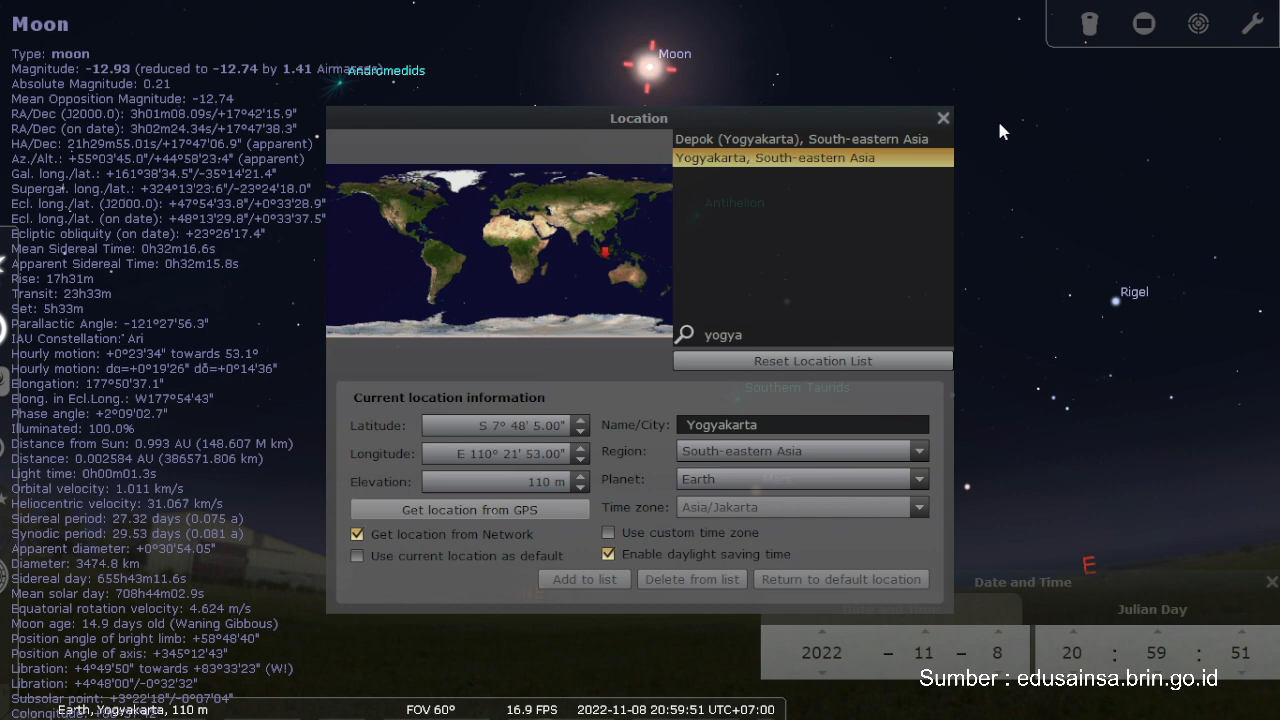 Moon
Type: moon
Magnitude: -12.93 (reduced to -12.74 by 1.41 Airmasses)
Absolute Magnitude: 0.21
Mean Opposition Magnitude: -12.74
RA/Dec (J2000.0): 3h01m08.09s/+17°42'15.9"
RA/Dec (on date): 3h02m24.34s/+17°47'38.3"
HA/Dec: 21h29m55.01s/+17°47'06.9" (apparent)
Az./Alt.: +55°03'45.0"/+44°58'23.4" (apparent)
Gal. long./lat.: +161°38'34.5"/-35°14'21.4"
Supergal. long./lat.: +324°13'23.6"/-23°24'18.0"
Ecl. long./lat. (J2000.0): +47°54'33.8"/+0°33'28.9"
Ecl. long./lat. (on date): +48°13'29.8"/+0°33'37.5"
Ecliptic obliquity (on date): +23°26'17.4"
Mean Sidereal Time: 0h32m16.6s
Apparent Sidereal Time: 0h32m15.8s
Rise: 17h31m
Transit: 23h33m
Set: 5h33m
Parallactic Angle: -121°27'56.3"
IAU Constellation: Ari
Hourly motion: +0°23'34" towards 53.1°
Hourly motion: dα=+0°19'26" dδ=+0°14'36"
Elongation: 177°50'37.1"
Elong. in Ecl.Long.: W177°54'43"
Phase angle: +2°09'02.7"
Illuminated: 100.0%
Distance from Sun: 0.993 AU (148.607 M km)
Distance: 0.002584 AU (386571.806 km)
Light time: 0h00m01.3s
Orbital velocity: 1.011 km/s
Heliocentric velocity: 31.067 km/s
Sidereal period: 27.32 days (0.075 a)
Synodic period: 29.53 days (0.081 a)
Apparent diameter: +0°30'54.05"
Diameter: 3474.8 km
Sidereal day: 655h43m11.6s
Mean solar day: 708h44m02.9s
Equatorial rotation velocity: 4.624 m/s
Moon age: 14.9 days old (Waning Gibbous)
Position angle of bright limb: +58°48'40"
Position Angle of axis: +345°12'43"
Libration: +4°49'50" towards +83°33'23" (W!)
Libration: +4°48'00"/-0°32'32"
Subsolar point: +3°22'18"/-0°07'04"
Andromedids
Moon
Location
Depok (Yogyakarta), South-eastern Asia
Yogyakarta, South-eastern Asia
Antihelion
yogya
Reset Location List
Southern Taurids
Rigel
Current location information
Latitude: S 7° 48' 5.00"
Longitude: E 110° 21' 53.00"
Elevation: 110 m
Get location from GPS
Get location from Network
Use current location as default
Name/City: Yogyakarta
Region: South-eastern Asia
Planet: Earth
Time zone: Asia/Jakarta
Use custom time zone
Enable daylight saving time
Add to list Delete from list Return to default location
E
Date and Time
Date and Time Julian Day
2022 - 11 - 8 20 : 59 : 51
Sumber : edusainsa.brin.go.id
Earth, Yogyakarta, 110 m FOV 60° 16.9 FPS 2022-11-08 20:59:51 UTC+07:00